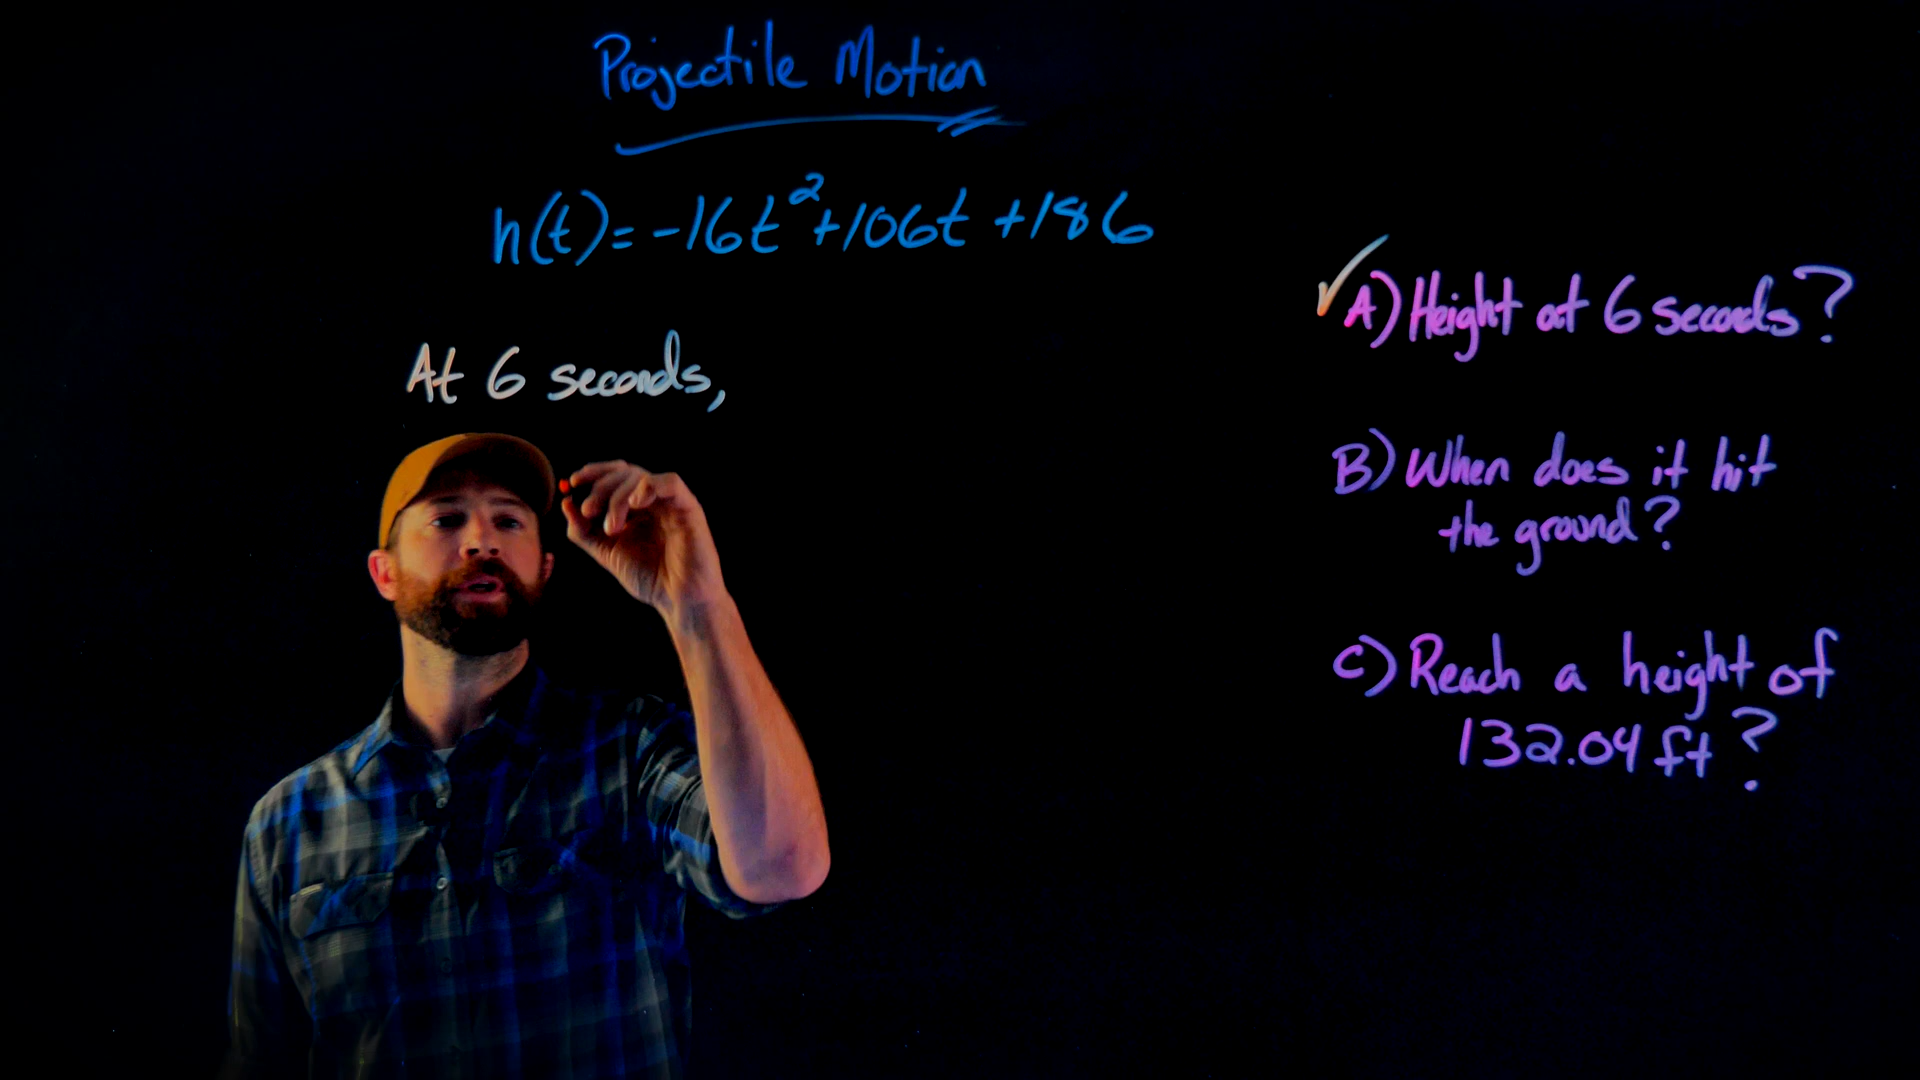 Projectile Motion
h(t)= -16t²+106t +186
✓A) Height at 6 seconds?
At 6 seconds,
B) When does it hit
the ground?
C) Reach a height of
132.04 ft?